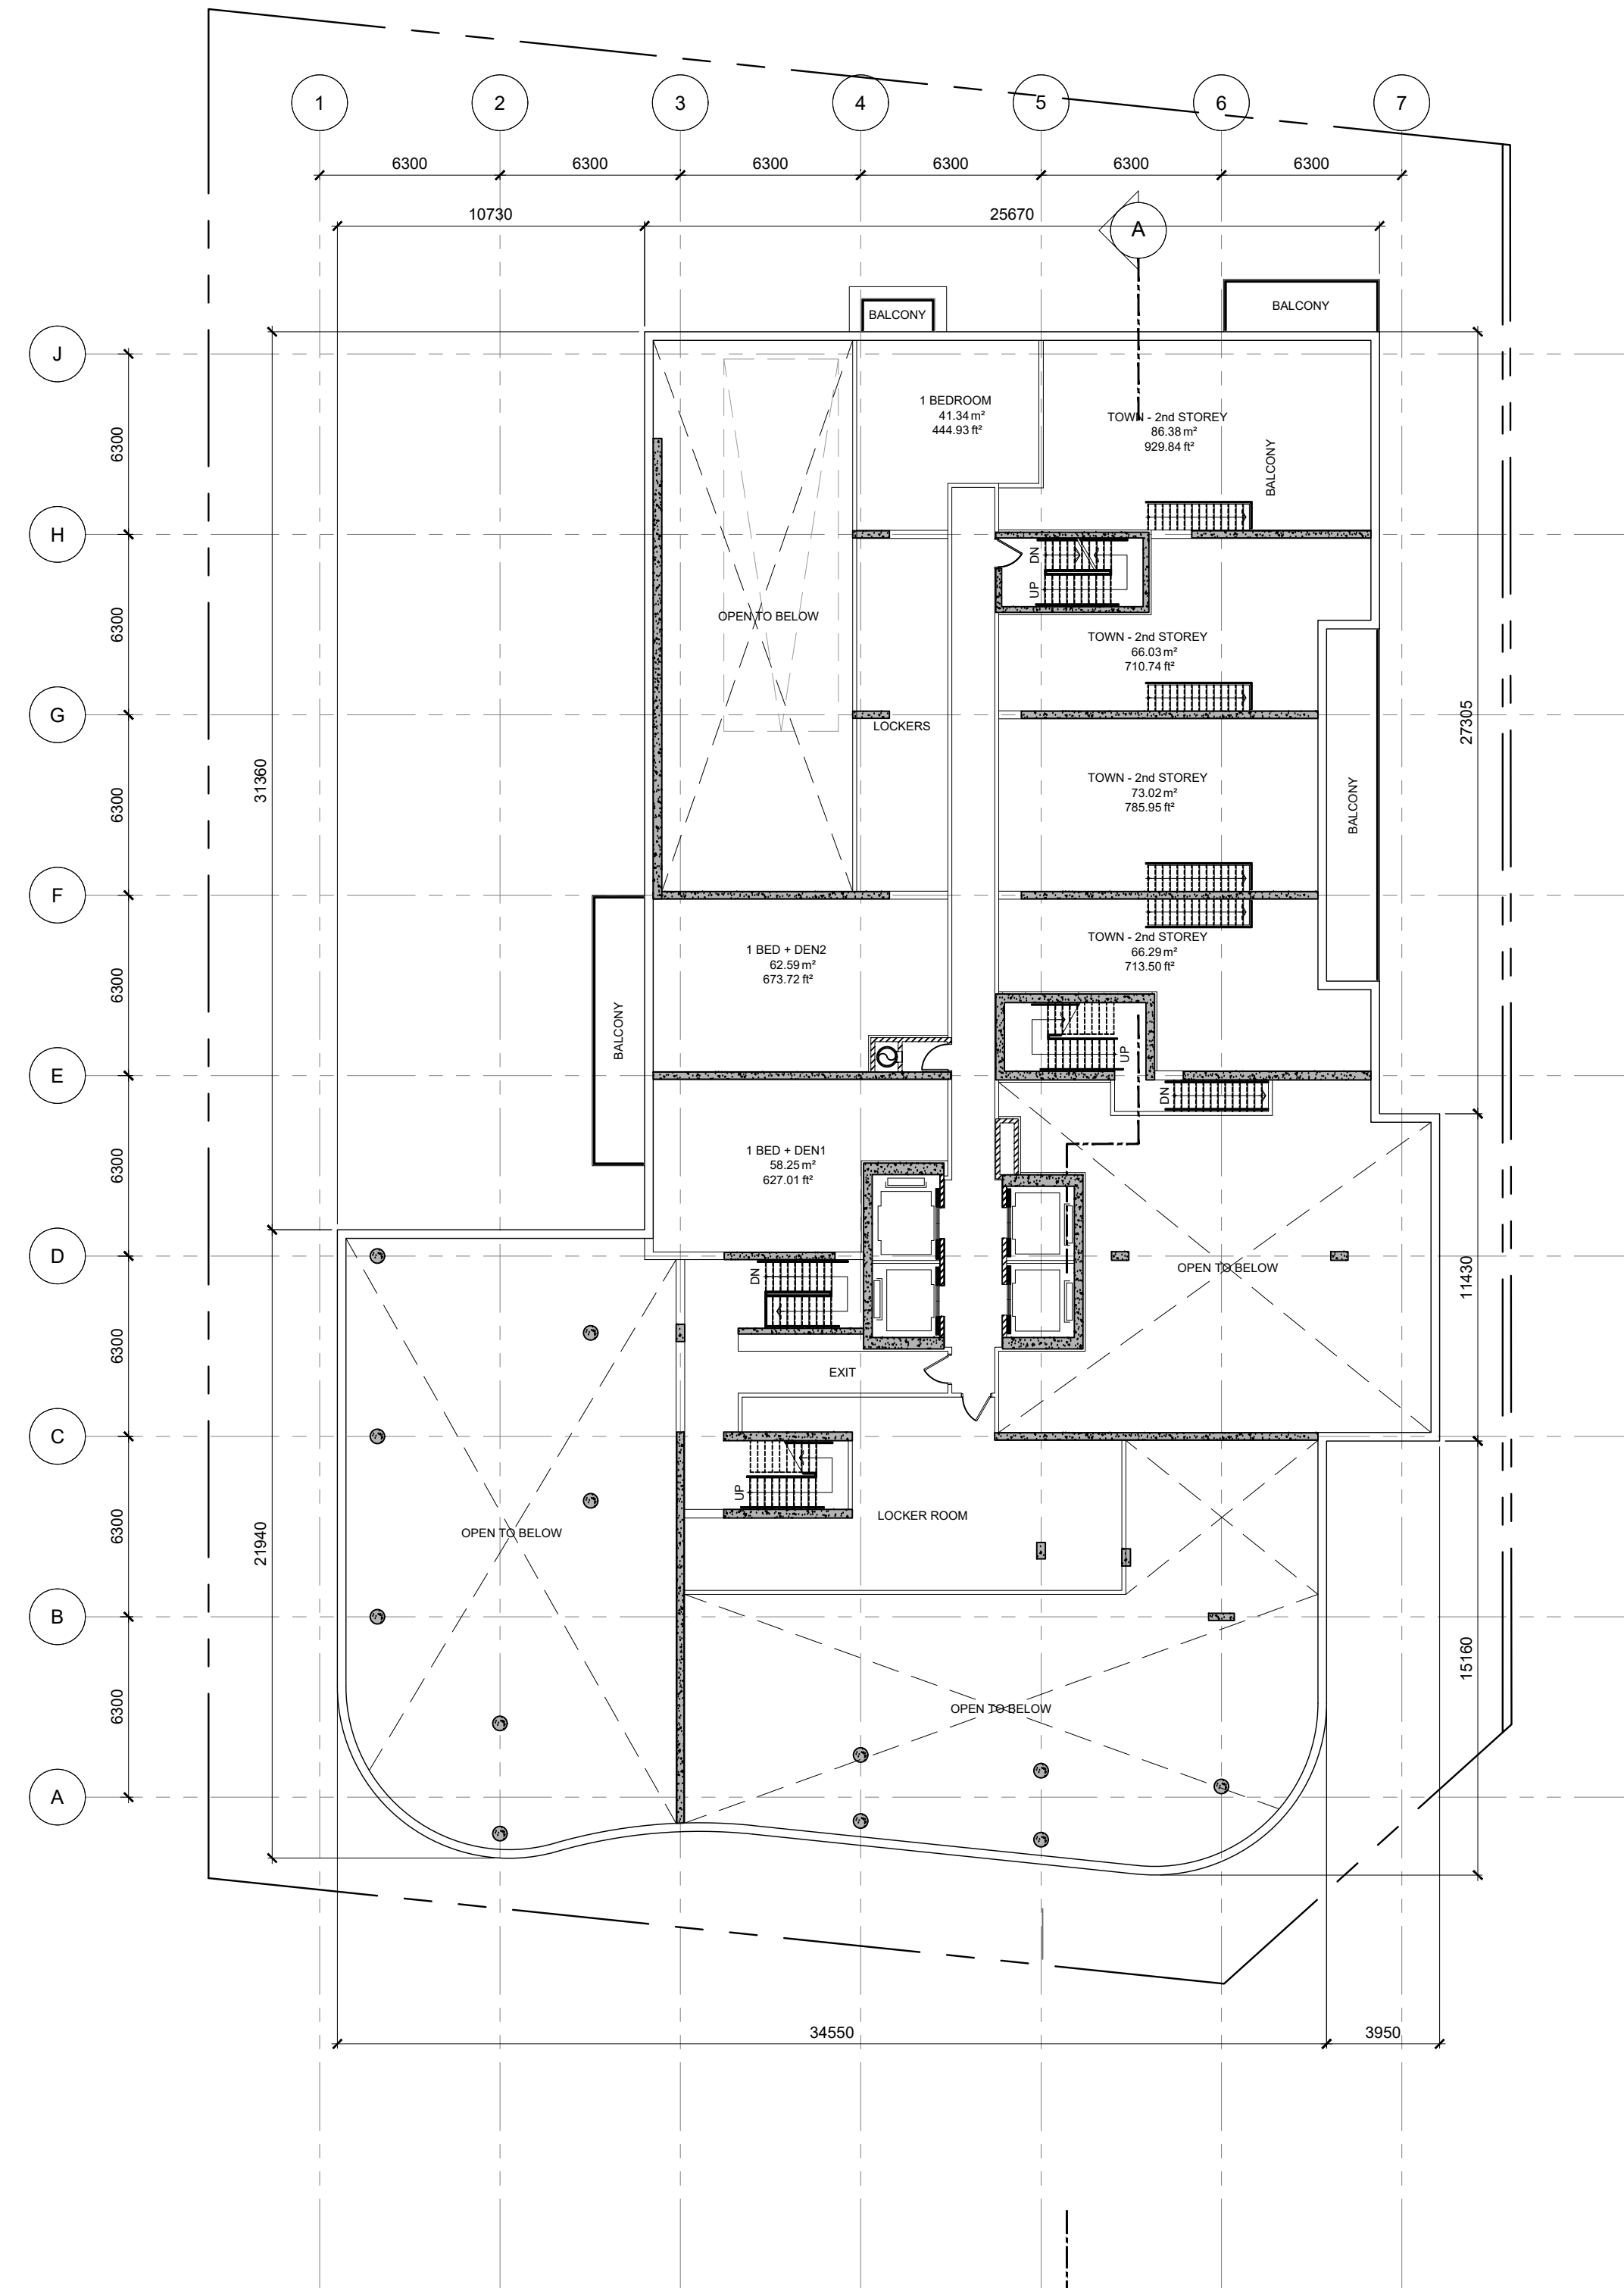 1 2 3 4 5 6 7
6300 6300 6300 6300 6300 6300
10730 25670
A
BALCONY
BALCONY
J
1 BEDROOM
41.34 m²
444.93 ft²
TOWN - 2nd STOREY
86.38 m²
929.84 ft²
BALCONY
6300
H
DN
UP
OPEN TO BELOW
6300
TOWN - 2nd STOREY
66.03 m²
710.74 ft²
G
LOCKERS
27305
31360
6300
TOWN - 2nd STOREY
73.02 m²
785.95 ft²
BALCONY
F
1 BED + DEN2
62.59 m²
673.72 ft²
TOWN - 2nd STOREY
66.29 m²
713.50 ft²
6300
BALCONY
UP
E
DN
1 BED + DEN1
58.25 m²
627.01 ft²
6300
D
DN
OPEN TO BELOW
11430
6300
EXIT
C
UP
LOCKER ROOM
6300
21940
OPEN TO BELOW
B
15160
6300
OPEN TO BELOW
A
34550 3950